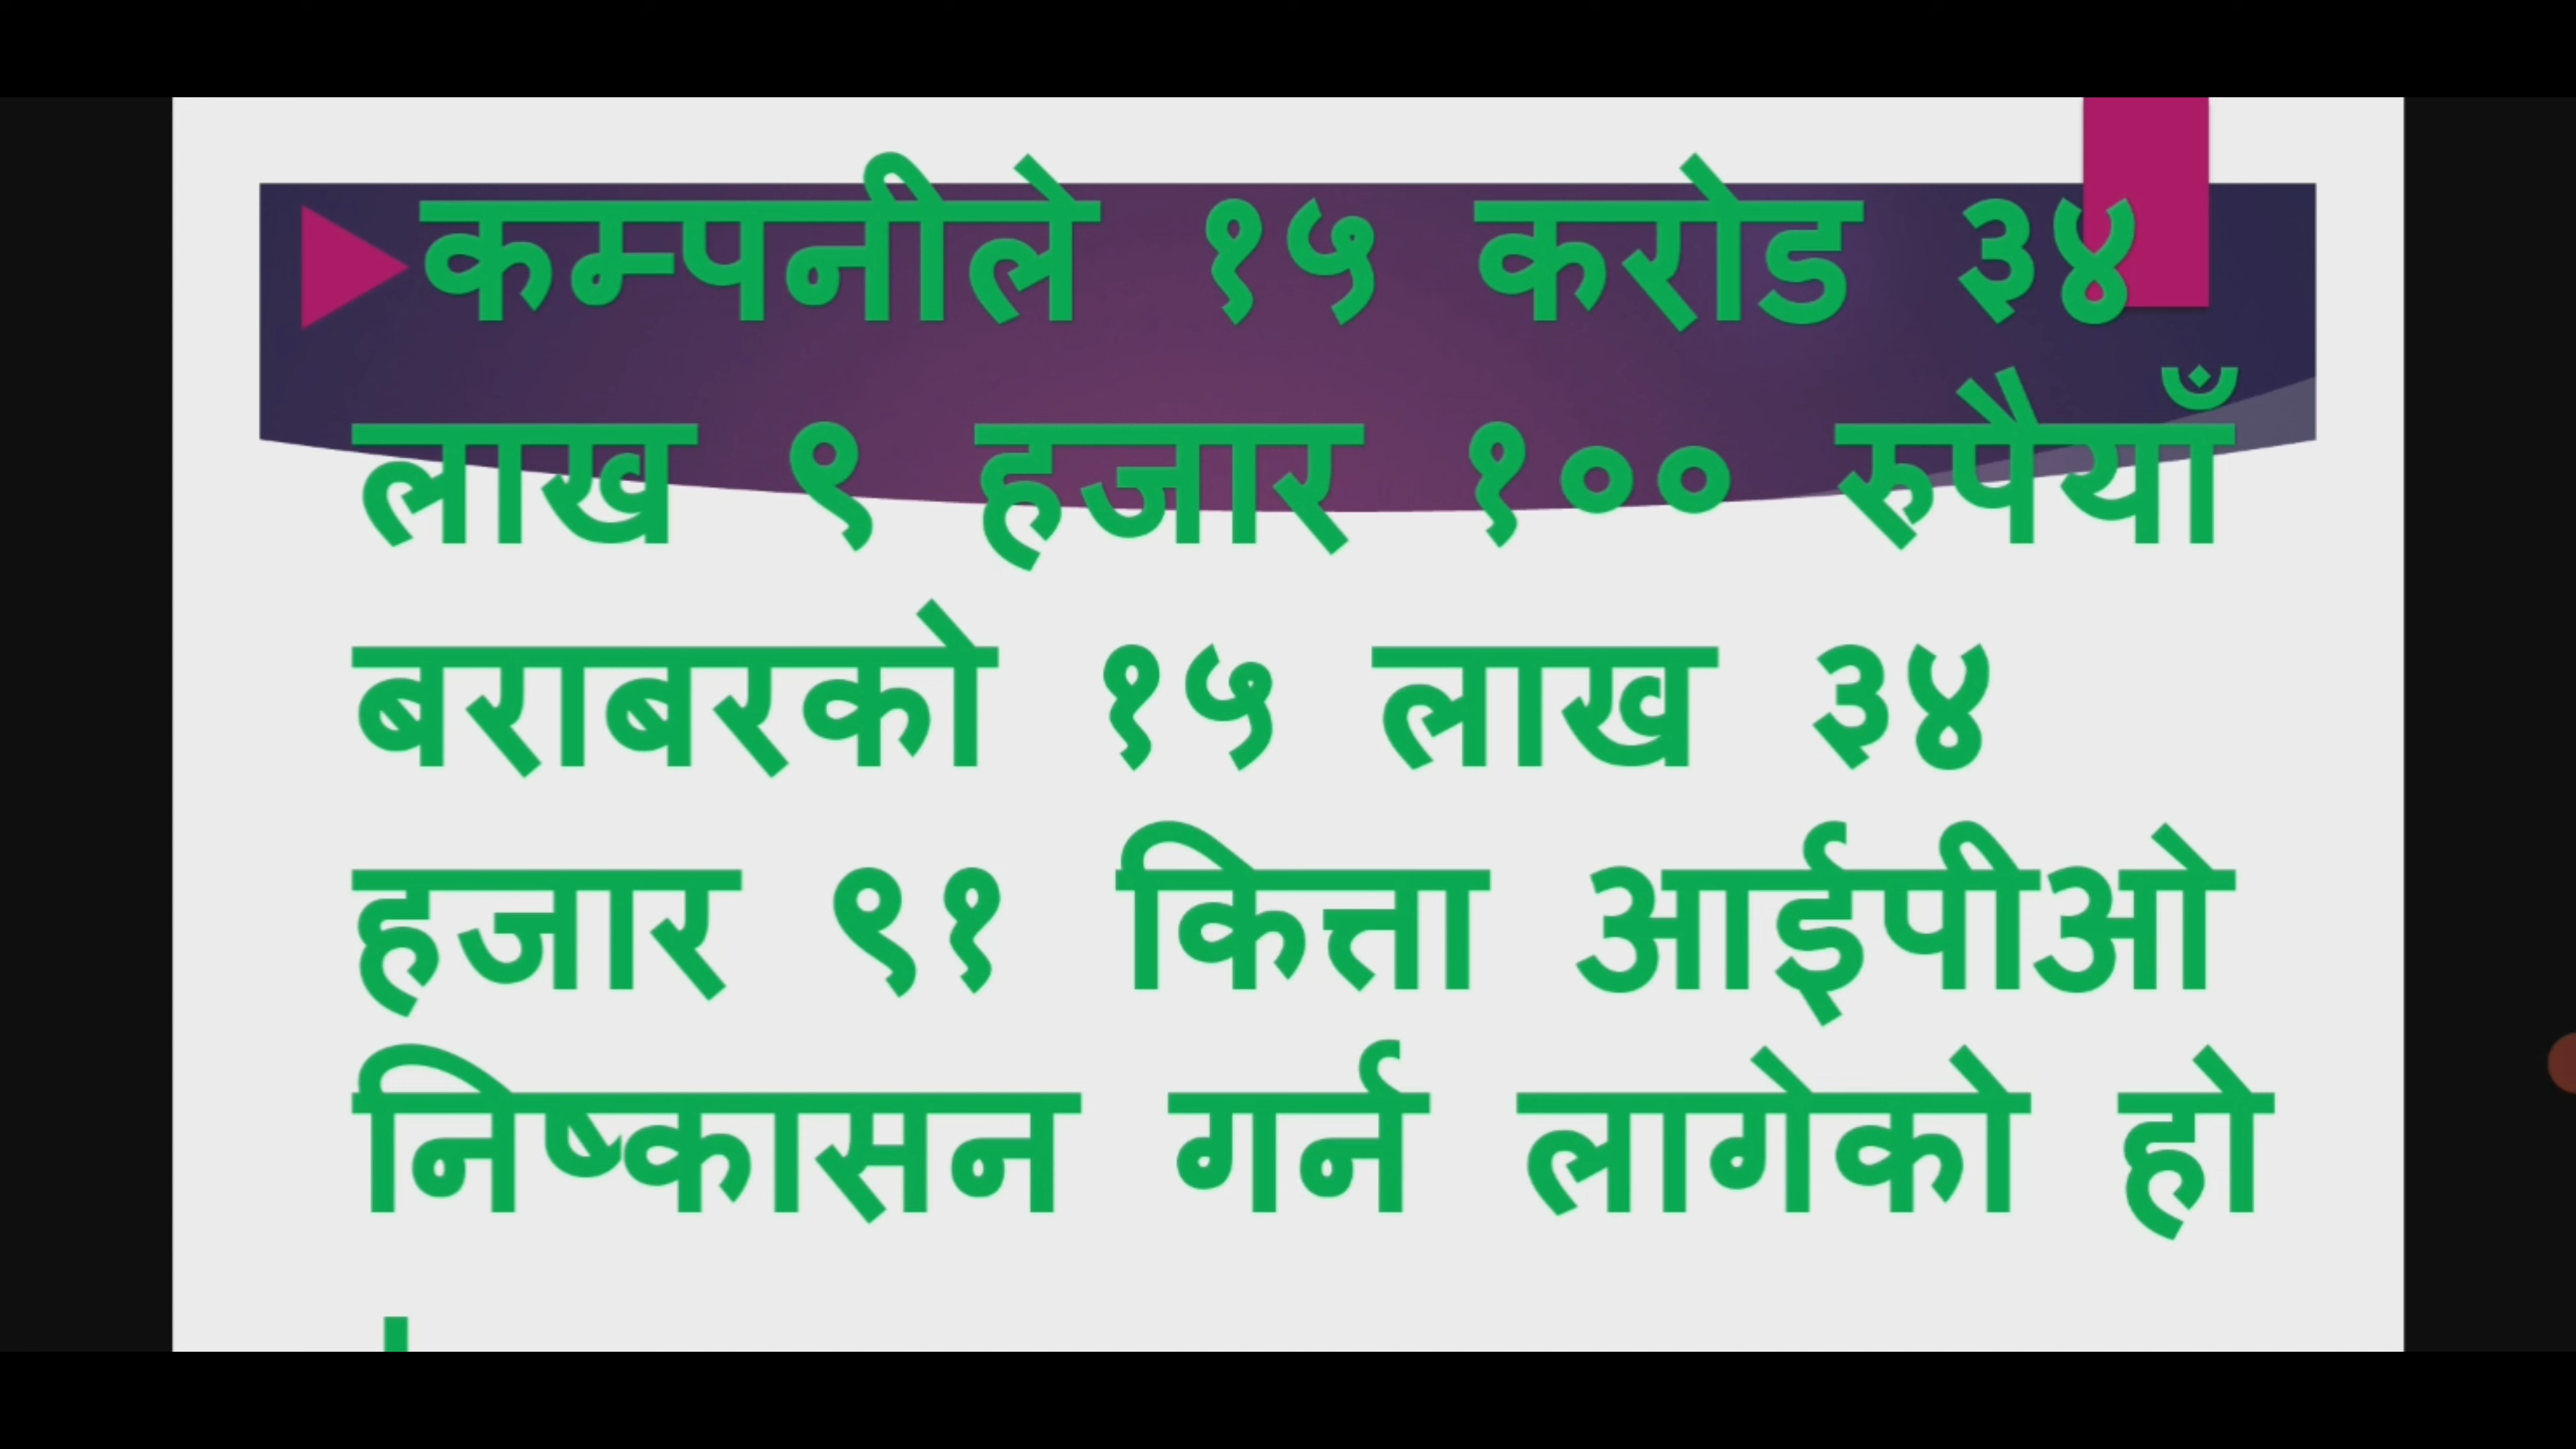 कम्पनीले १५ करोड ३४
लाख ९ हजार १०० रुपैयाँ
बराबरको १५ लाख ३४
हजार ९१ कित्ता आईपीओ
निष्कासन गर्न लागेको हो
।